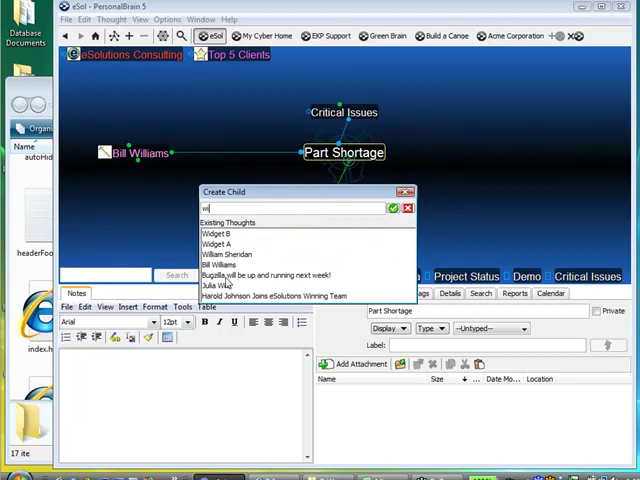 Database
Documents
eSol - PersonalBrain 5
File Edit Thought View Options Window Help
eSol My Cyber Home EKP Support Green Brain Build a Canoe Acme Corporation
eSolutions Consulting Top 5 Clients
Critical Issues
Bill Williams Part Shortage
Organi
Name
autoHid
headerFoo
index.h
17 ite
Create Child
wi
Existing Thoughts
Widget B
Widget A
William Sheridan
Bill Williams
Bugzilla will be up and running next week!
Julia
Harold Johnson Joins eSolutions Winning Team
Search
Project Status Demo Critical Issues
Notes
Details Search Reports Calendar
Edit View Insert Format Tools Table
Arial 12pt B I U
Part Shortage Private
Display Type --Untyped--
Label:
Add Attachment
Name Size ... Date Mo... Location